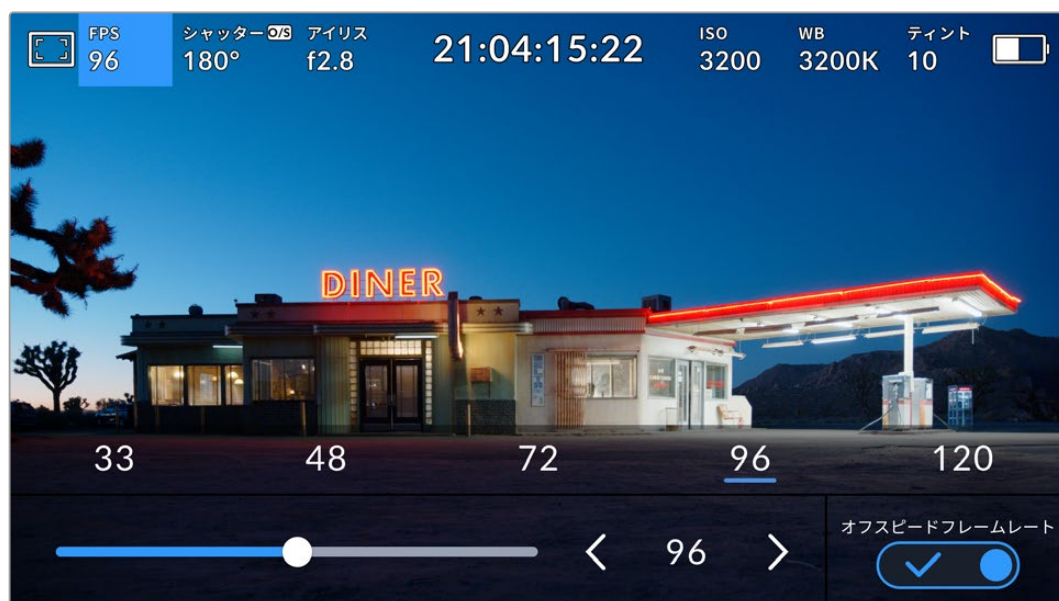 FPS
96
シャッター O/S
180°
アイリス
f2.8
21:04:15:22
ISO
3200
WB
3200K
ティント
10
DINER
33 48 72 96 120
96
オフスピードフレームレート